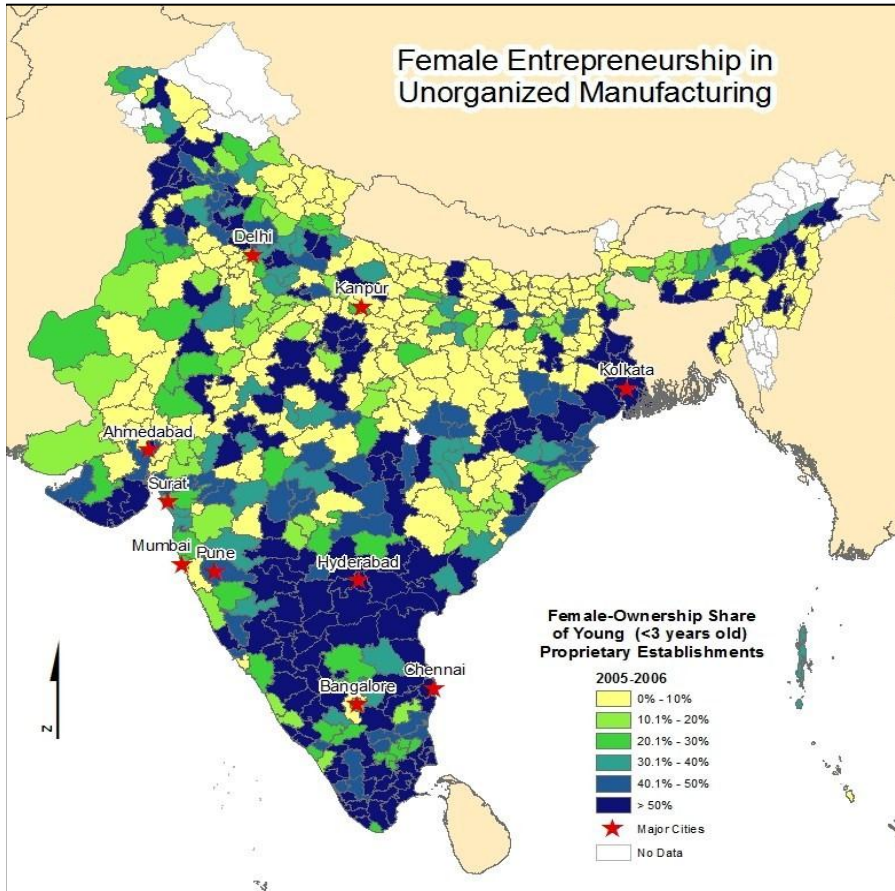 Female Entrepreneurship in
Unorganized Manufacturing
Delhi
Kanpur
Kolkata
Ahmedabad
Surat
Mumbai
Pune
Hyderabad
Chennai
Bangalore
N
Female-Ownership Share
of Young (<3 years old)
Proprietary Establishments
2005-2006
0% - 10%
10.1% - 20%
20.1% - 30%
30.1% - 40%
40.1% - 50%
> 50%
Major Cities
No Data